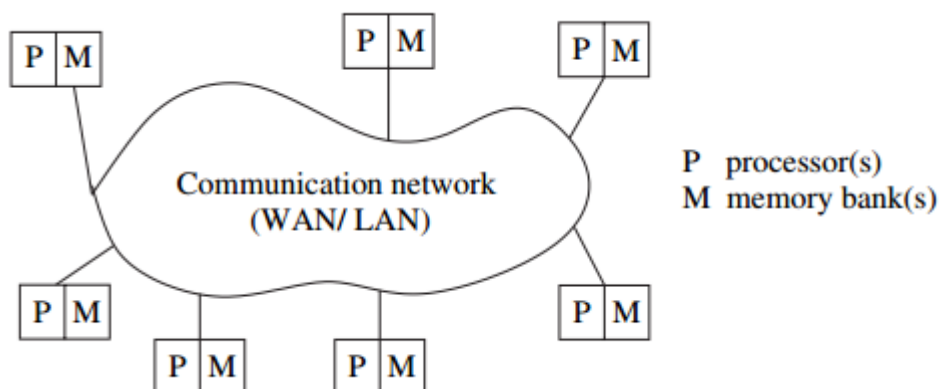 P M
P M
P M
Communication network
(WAN/ LAN)
P processor(s)
M memory bank(s)
P M
P M
P M
P M